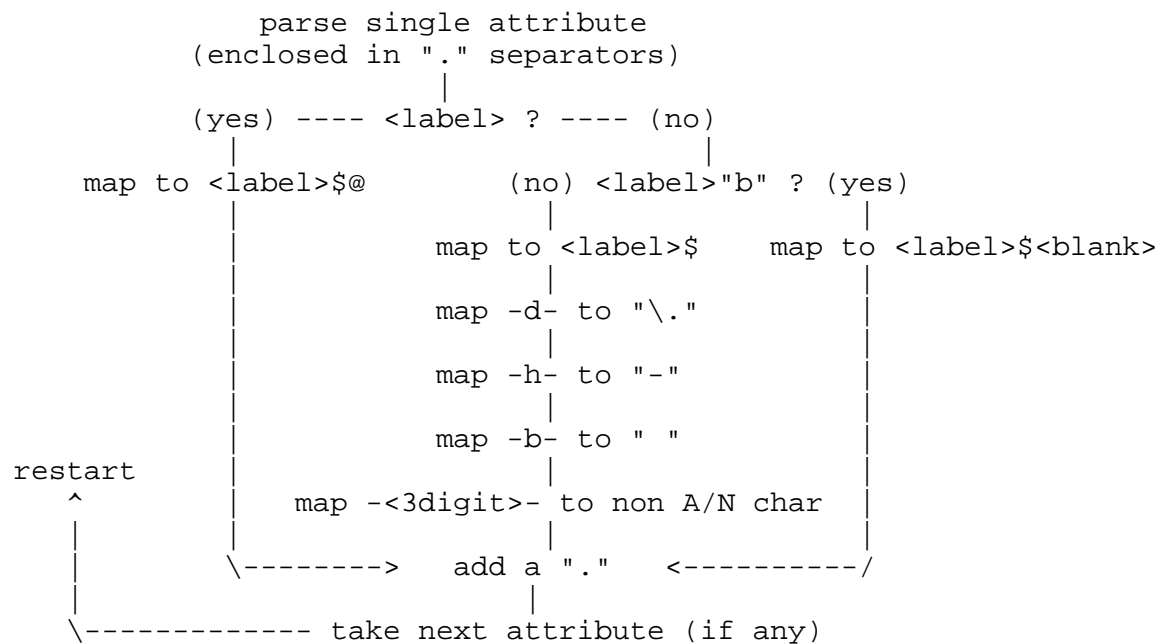 parse single attribute
(enclosed in "." separators)
|
(yes) ---- <label> ? ---- (no)
| |
map to <label>$@ (no) <label>"b" ? (yes)
| | |
| map to <label>$ map to <label>$<blank>
| | |
| map -d- to "\." |
| | |
| map -h- to "-" |
| | |
| map -b- to " " |
restart | | |
^ | map -<3digit>- to non A/N char |
| | | |
| \--------> add a "." <----------/
| |
\------------- take next attribute (if any)